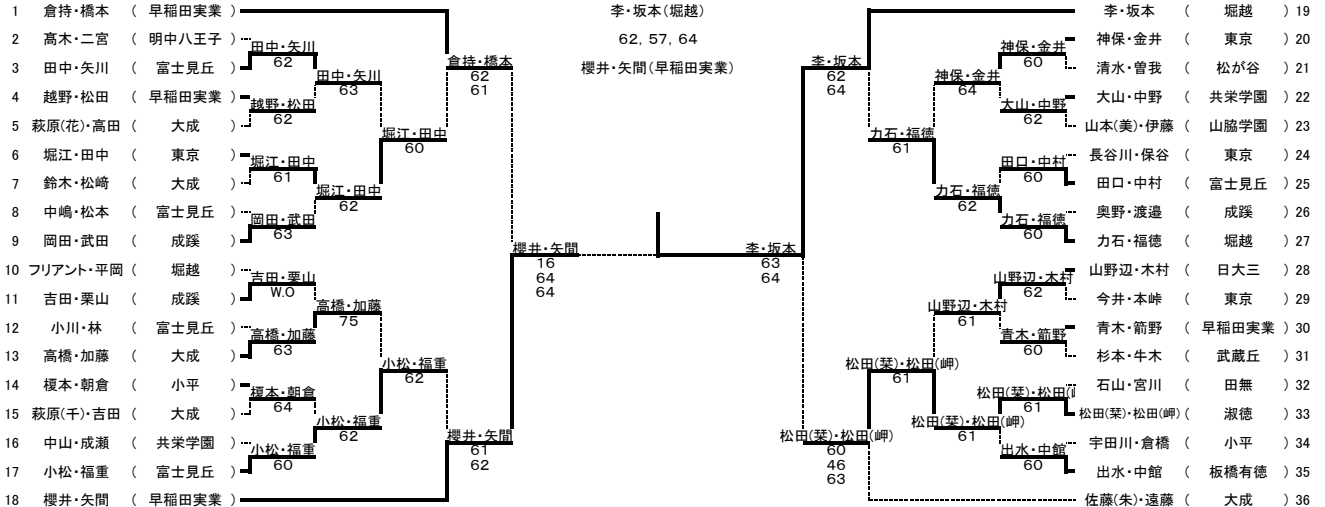 1 倉持・橋本 ( 早稲田実業 )
2 髙木・二宮 ( 明中八王子 )
3 田中・矢川 ( 富士見丘 )
4 越野・松田 ( 早稲田実業 )
5 萩原(花)・高田 ( 大成 )
6 堀江・田中 ( 東京 )
7 鈴木・松﨑 ( 大成 )
8 中嶋・松本 ( 富士見丘 )
9 岡田・武田 ( 成蹊 )
10 フリアント・平岡 ( 堀越 )
11 吉田・栗山 ( 成蹊 )
12 小川・林 ( 富士見丘 )
13 高橋・加藤 ( 大成 )
14 榎本・朝倉 ( 小平 )
15 萩原(千)・吉田 ( 大成 )
16 中山・成瀬 ( 共栄学園 )
17 小松・福重 ( 富士見丘 )
18 櫻井・矢間 ( 早稲田実業 )
田中・矢川
62
越野・松田
62
堀江・田中
61
岡田・武田
63
吉田・栗山
W.O
高橋・加藤
63
榎本・朝倉
64
小松・福重
60
田中・矢川
63
堀江・田中
62
高橋・加藤
75
小松・福重
62
堀江・田中
60
小松・福重
62
倉持・橋本
62
61
櫻井・矢間
61
62
櫻井・矢間
16
64
64
李・坂本(堀越)
62, 57, 64
櫻井・矢間(早稲田実業)
李・坂本
63
64
李・坂本
62
64
松田(栞)・松田(岬)
60
46
63
力石・福徳
61
松田(栞)・松田(岬)
61
神保・金井
64
力石・福徳
62
山野辺・木村
61
松田(栞)・松田(岬)
61
神保・金井
60
大山・中野
62
田口・中村
60
力石・福徳
60
山野辺・木村
62
青木・箭野
60
松田(栞)・松田(
61
出水・中館
60
李・坂本 ( 堀越 ) 19
神保・金井 ( 東京 ) 20
清水・曽我 ( 松が谷 ) 21
大山・中野 ( 共栄学園 ) 22
山本(美)・伊藤 ( 山脇学園 ) 23
長谷川・保谷 ( 東京 ) 24
田口・中村 ( 富士見丘 ) 25
奥野・渡邉 ( 成蹊 ) 26
力石・福徳 ( 堀越 ) 27
山野辺・木村 ( 日大三 ) 28
今井・本峠 ( 東京 ) 29
青木・箭野 ( 早稲田実業 ) 30
杉本・牛木 ( 武蔵丘 ) 31
石山・宮川 ( 田無 ) 32
松田(栞)・松田(岬) ( 淑徳 ) 33
宇田川・倉橋 ( 小平 ) 34
出水・中館 ( 板橋有徳 ) 35
佐藤(朱)・遠藤 ( 大成 ) 36